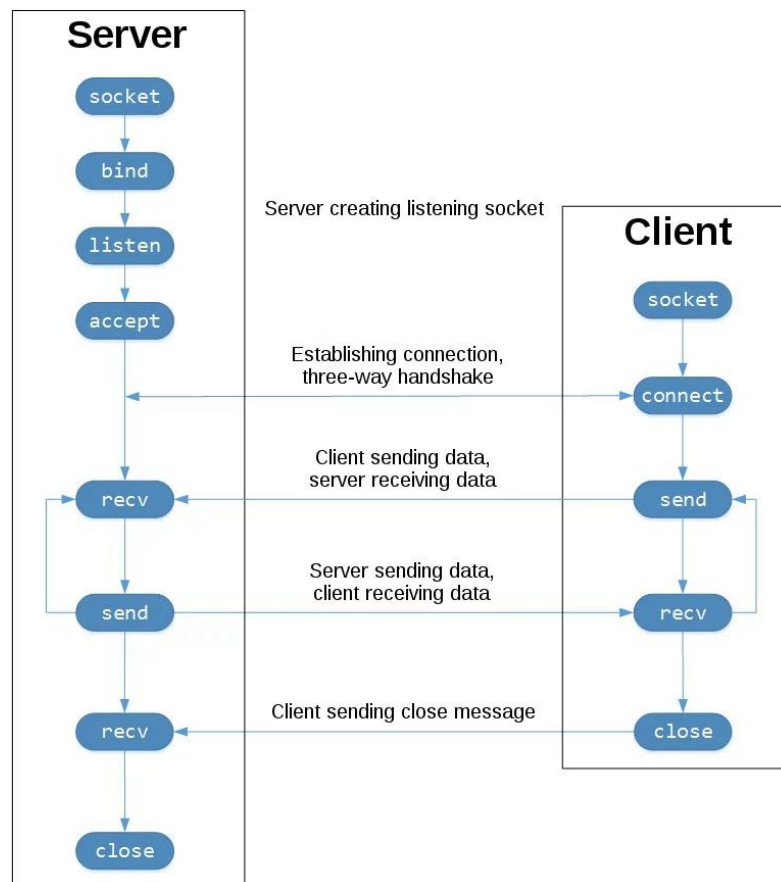 Server
socket
bind
listen
accept
recv
send
recv
close
Server creating listening socket
Establishing connection,
three-way handshake
Client sending data,
server receiving data
Server sending data,
client receiving data
Client sending close message
Client
socket
connect
send
recv
close